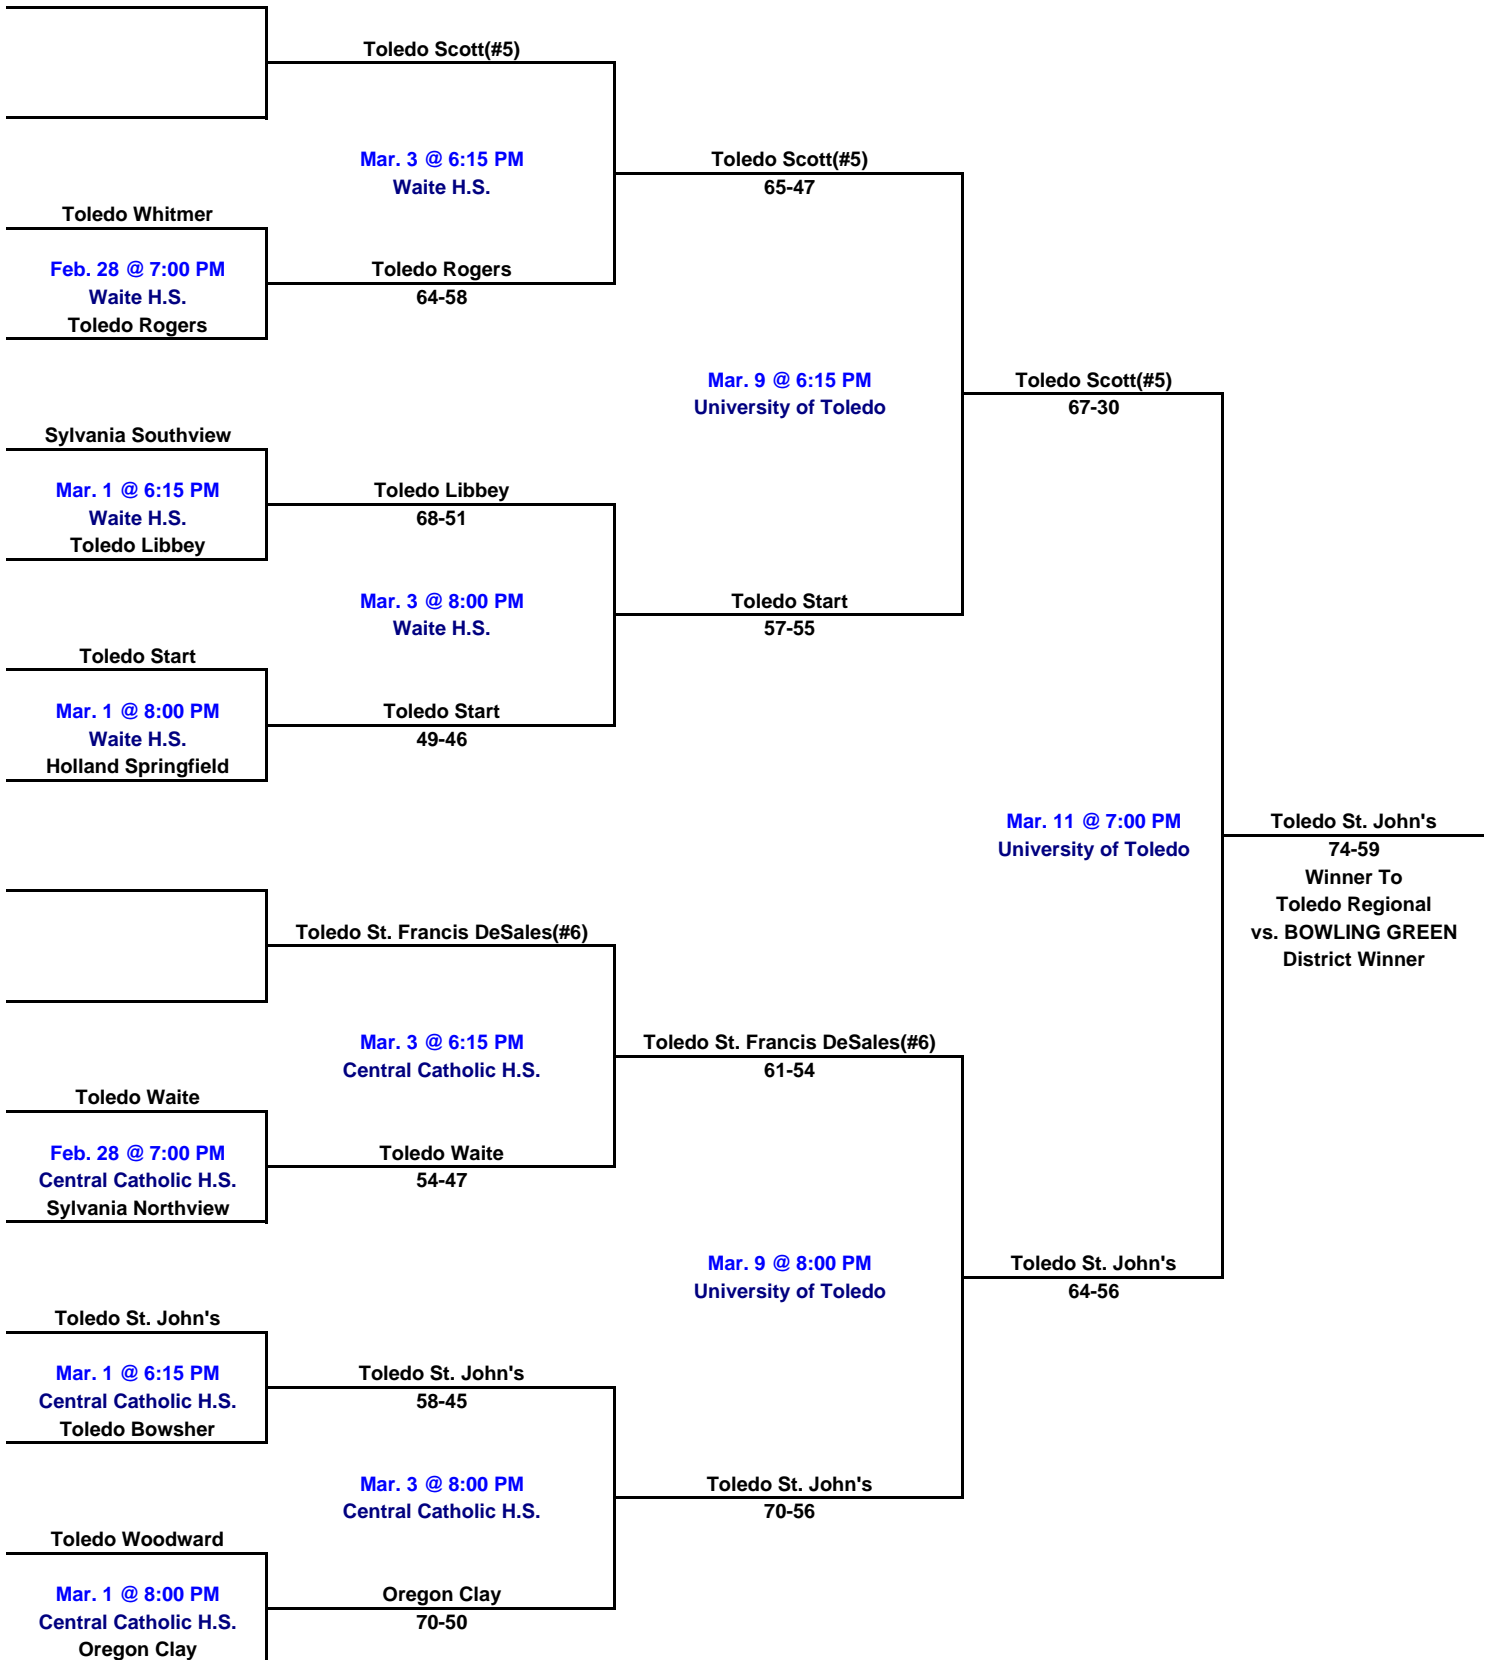 Toledo Scott(#5)
Mar. 3 @ 6:15 PM
Waite H.S.
Toledo Scott(#5)
65-47
Toledo Whitmer
Feb. 28 @ 7:00 PM
Waite H.S.
Toledo Rogers
Toledo Rogers
64-58
Mar. 9 @ 6:15 PM
University of Toledo
Toledo Scott(#5)
67-30
Sylvania Southview
Mar. 1 @ 6:15 PM
Waite H.S.
Toledo Libbey
Toledo Libbey
68-51
Mar. 3 @ 8:00 PM
Waite H.S.
Toledo Start
57-55
Toledo Start
Mar. 1 @ 8:00 PM
Waite H.S.
Holland Springfield
Toledo Start
49-46
Mar. 11 @ 7:00 PM
University of Toledo
Toledo St. John's
74-59
Winner To
Toledo Regional
vs. BOWLING GREEN
District Winner
Toledo St. Francis DeSales(#6)
Mar. 3 @ 6:15 PM
Central Catholic H.S.
Toledo St. Francis DeSales(#6)
61-54
Toledo Waite
Feb. 28 @ 7:00 PM
Central Catholic H.S.
Sylvania Northview
Toledo Waite
54-47
Mar. 9 @ 8:00 PM
University of Toledo
Toledo St. John's
64-56
Toledo St. John's
Mar. 1 @ 6:15 PM
Central Catholic H.S.
Toledo Bowsher
Toledo St. John's
58-45
Mar. 3 @ 8:00 PM
Central Catholic H.S.
Toledo St. John's
70-56
Toledo Woodward
Mar. 1 @ 8:00 PM
Central Catholic H.S.
Oregon Clay
Oregon Clay
70-50